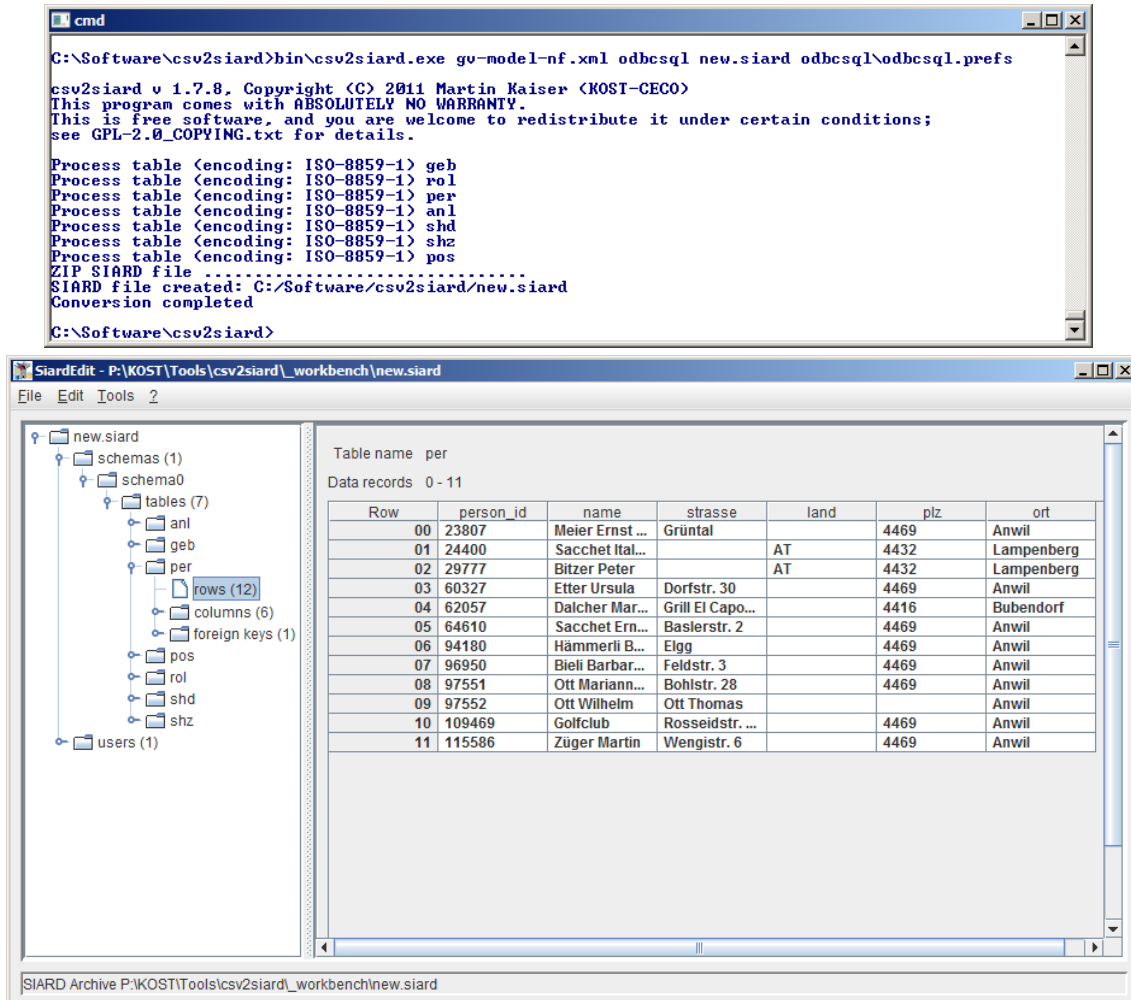 cmd
C:\Software\csv2siard>bin\csv2siard.exe gv-model-nf.xml odbcsql new.siard odbcsql\odbcsql.prefs
csv2siard v 1.7.8, Copyright (C) 2011 Martin Kaiser (KOST-CECO)
This program comes with ABSOLUTELY NO WARRANTY.
This is free software, and you are welcome to redistribute it under certain conditions;
see GPL-2.0_COPYING.txt for details.
Process table (encoding: ISO-8859-1) geb
Process table (encoding: ISO-8859-1) rol
Process table (encoding: ISO-8859-1) per
Process table (encoding: ISO-8859-1) anl
Process table (encoding: ISO-8859-1) shd
Process table (encoding: ISO-8859-1) shz
Process table (encoding: ISO-8859-1) pos
ZIP SIARD file ................................
SIARD file created: C:/Software/csv2siard/new.siard
Conversion completed
C:\Software\csv2siard>
SiardEdit - P:\KOST\Tools\csv2siard\_workbench\new.siard
File Edit Tools ?
new.siard
schemas (1)
schema0
tables (7)
anl
geb
per
rows (12)
columns (6)
foreign keys (1)
pos
rol
shd
shz
users (1)
Table name per
Data records 0 - 11
Row person_id name strasse land plz ort
00 23807 Meier Ernst ... Grüntal 4469 Anwil
01 24400 Sacchet Ital... AT 4432 Lampenberg
02 29777 Bitzer Peter AT 4432 Lampenberg
03 60327 Etter Ursula Dorfstr. 30 4469 Anwil
04 62057 Dalcher Mar... Grill El Capo... 4416 Bubendorf
05 64610 Sacchet Ern... Baslerstr. 2 4469 Anwil
06 94180 Hämmerli B... Elgg 4469 Anwil
07 96950 Bieli Barbar... Feldstr. 3 4469 Anwil
08 97551 Ott Mariann... Bohlstr. 28 4469 Anwil
09 97552 Ott Wilhelm Ott Thomas Anwil
10 109469 Golfclub Rosseidstr. ... 4469 Anwil
11 115586 Züger Martin Wengistr. 6 4469 Anwil
SIARD Archive P:\KOST\Tools\csv2siard\_workbench\new.siard